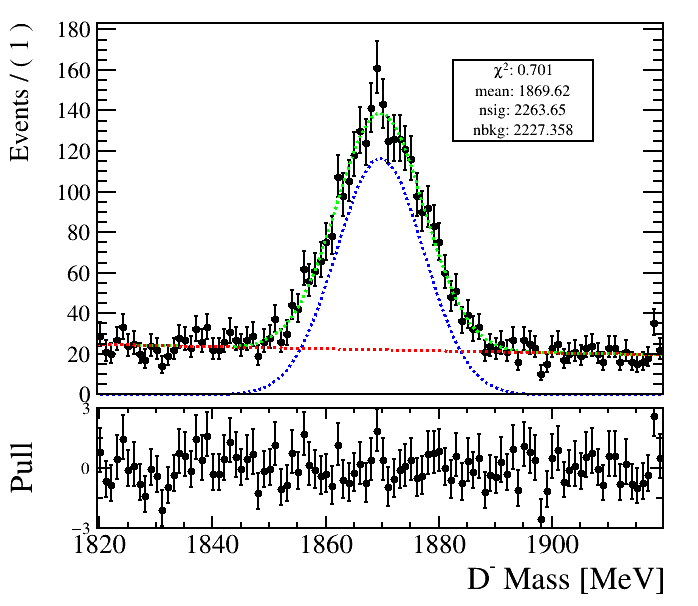 Events / ( 1 )
180
160
140
120
100
80
60
40
20
0
χ²: 0.701
mean: 1869.62
nsig: 2263.65
nbkg: 2227.358
Pull
3
0
−3
1820 1840 1860 1880 1900
D⁻ Mass [MeV]